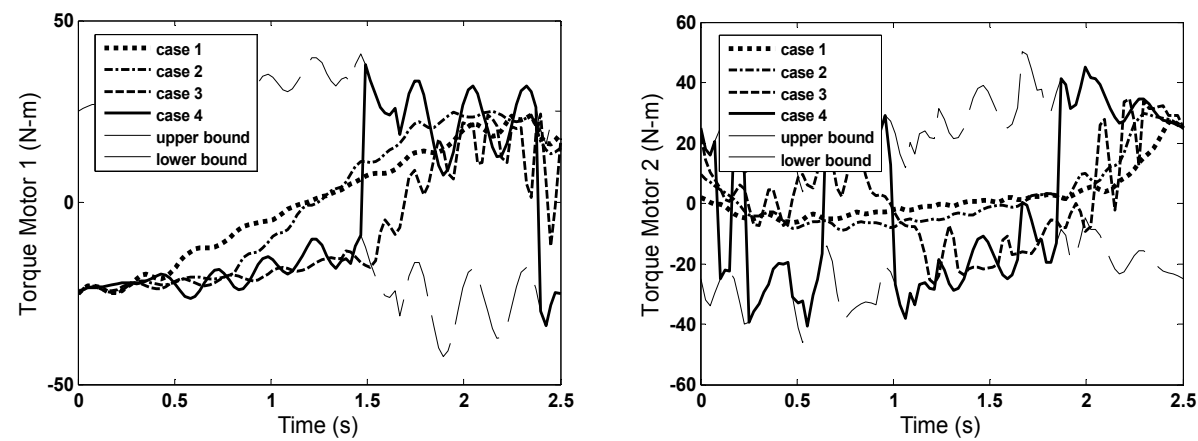 50
0
-50
Torque Motor 1 (N-m)
case 1
case 2
case 3
case 4
upper bound
lower bound
0
0.5
1
1.5
2
2.5
Time (s)
60
40
20
0
-20
-40
-60
Torque Motor 2 (N-m)
case 1
case 2
case 3
case 4
upper bound
lower bound
0
0.5
1
1.5
2
2.5
Time (s)